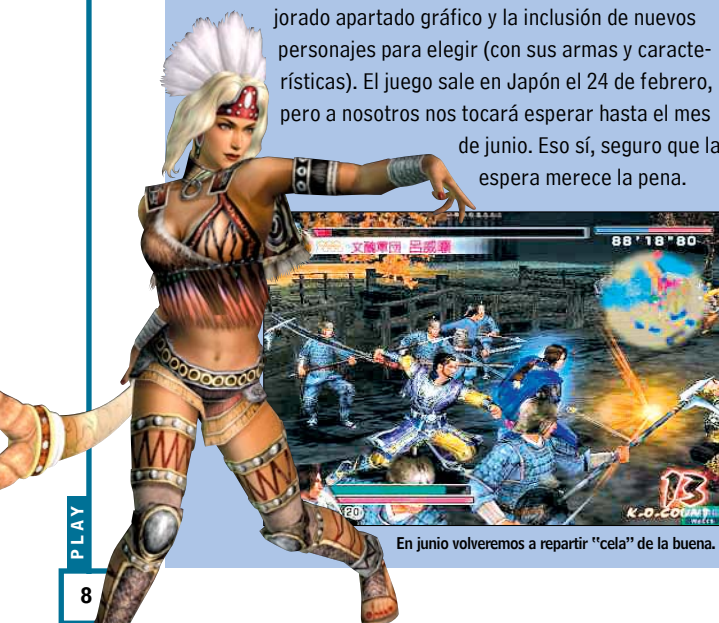 jorado apartado gráfico y la inclusión de nuevos
personajes para elegir (con sus armas y caracte-
rísticas). El juego sale en Japón el 24 de febrero,
pero a nosotros nos tocará esperar hasta el mes
de junio. Eso sí, seguro que la
espera merece la pena.
88'18"80
20
13
K.O.COUNT
En junio volveremos a repartir “cela” de la buena.
PLAY
8